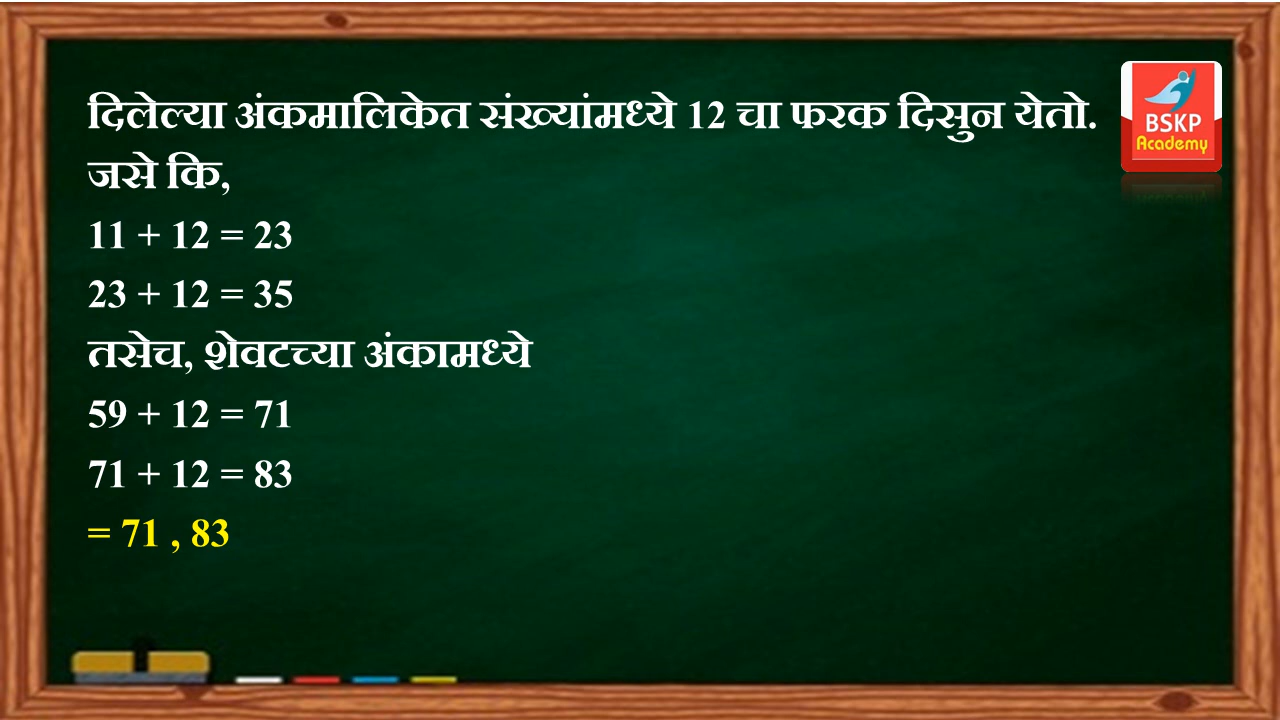 दिलेल्या अंकमालिकेत संख्यांमध्ये 12 चा फरक दिसुन येतो.
जसे कि,
11 + 12 = 23
23 + 12 = 35
तसेच, शेवटच्या अंकामध्ये
59 + 12 = 71
71 + 12 = 83
= 71 , 83
BSKP
Academy